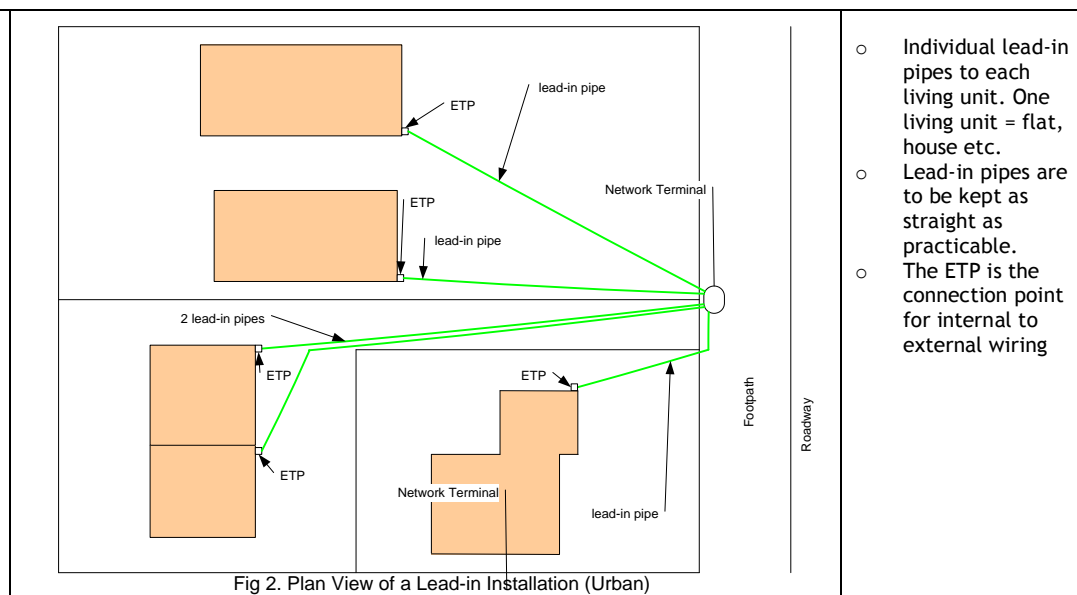 lead-in pipe
ETP
Network Terminal
ETP
lead-in pipe
2 lead-in pipes
ETP
ETP
ETP
Network Terminal
lead-in pipe
Footpath
Roadway
Fig 2. Plan View of a Lead-in Installation (Urban)
o Individual lead-in
pipes to each
living unit. One
living unit = flat,
house etc.
o Lead-in pipes are
to be kept as
straight as
practicable.
o The ETP is the
connection point
for internal to
external wiring